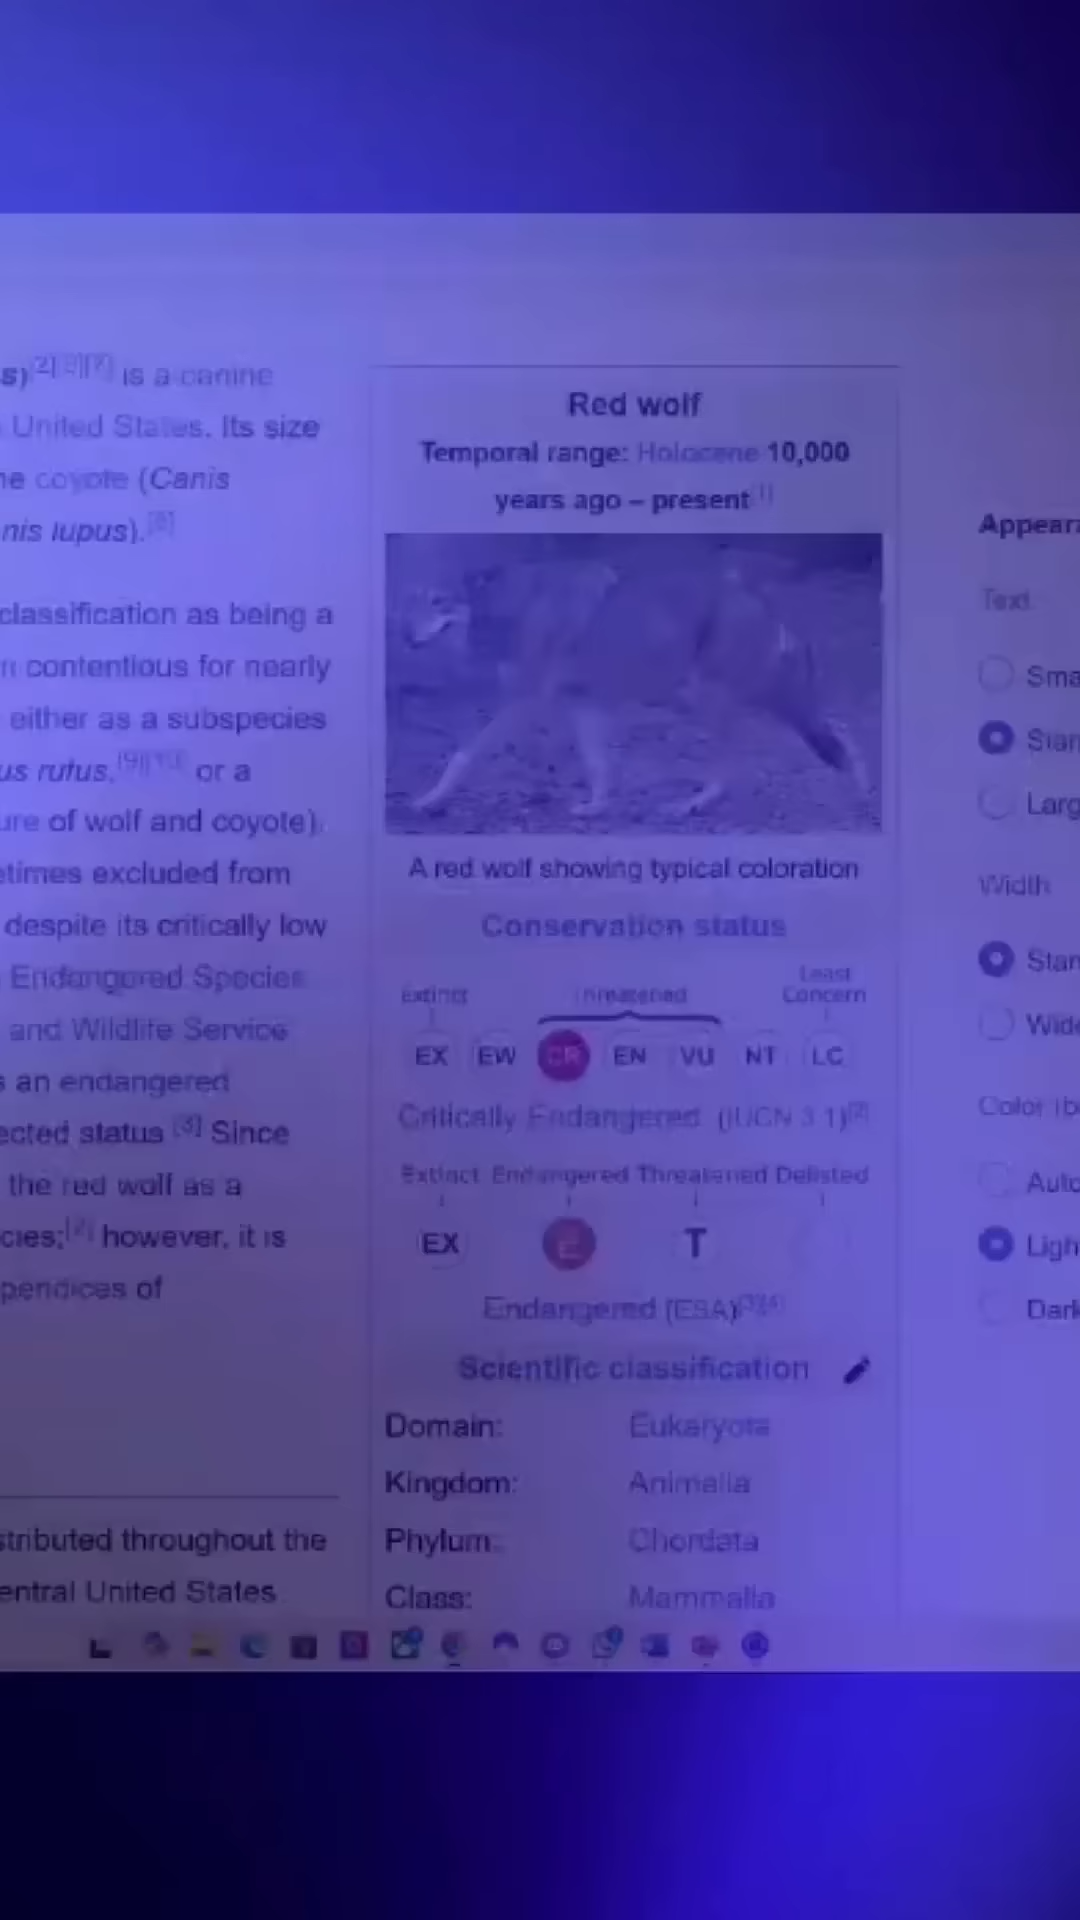 s)[2][3][7] is a canine
United States. Its size
ne coyote (Canis
nis lupus).[8]
classification as being a
n contentious for nearly
either as a subspecies
us rufus,[9][10] or a
ure of wolf and coyote).
etimes excluded from
despite its critically low
Endangered Species
and Wildlife Service
s an endangered
ected status.[3] Since
the red wolf as a
cies;[2] however, it is
pendices of
stributed throughout the
entral United States
Red wolf
Temporal range: Holocene 10,000
years ago – present[1]
A red wolf showing typical coloration
Conservation status
Extinct Threatened Least
Concern
EX EW CR EN VU NT LC
Critically Endangered (IUCN 3.1)[2]
Extinct Endangered Threatened Delisted
EX E T
Endangered (ESA)[3][4]
Scientific classification
Domain: Eukaryota
Kingdom: Animalia
Phylum: Chordata
Class: Mammalia
Appeara
Text
Sma
Stan
Larg
Width
Stan
Wide
Color (b
Auto
Ligh
Dark